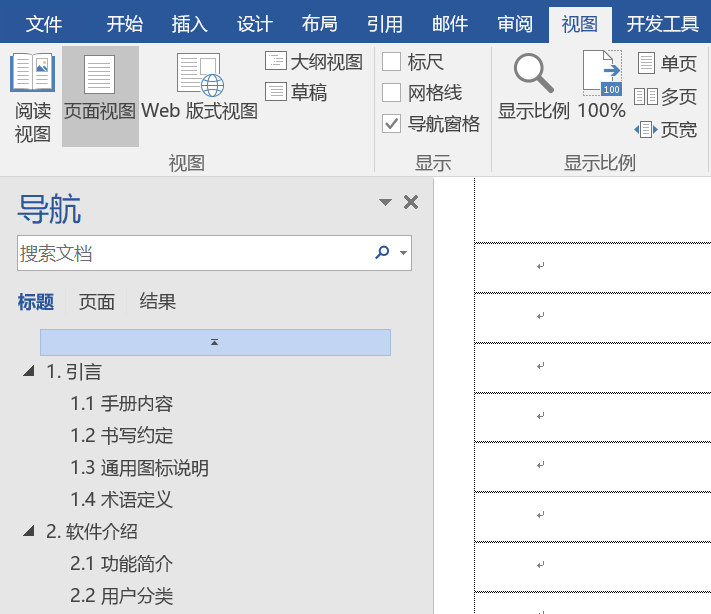 文件 开始 插入 设计 布局 引用 邮件 审阅 视图 开发工具
阅读
视图
页面视图
Web 版式视图
大纲视图
草稿
视图
标尺
网格线
导航窗格
显示
显示比例
100
100%
单页
多页
页宽
显示比例
导航
搜索文档
标题 页面 结果
1. 引言
1.1 手册内容
1.2 书写约定
1.3 通用图标说明
1.4 术语定义
2. 软件介绍
2.1 功能简介
2.2 用户分类